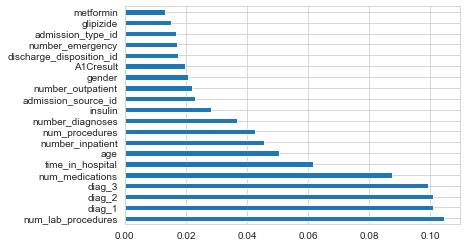 metformin
glipizide
admission_type_id
number_emergency
discharge_disposition_id
A1Cresult
gender
number_outpatient
admission_source_id
insulin
number_diagnoses
num_procedures
number_inpatient
age
time_in_hospital
num_medications
diag_3
diag_2
diag_1
num_lab_procedures
0.00 0.02 0.04 0.06 0.08 0.10